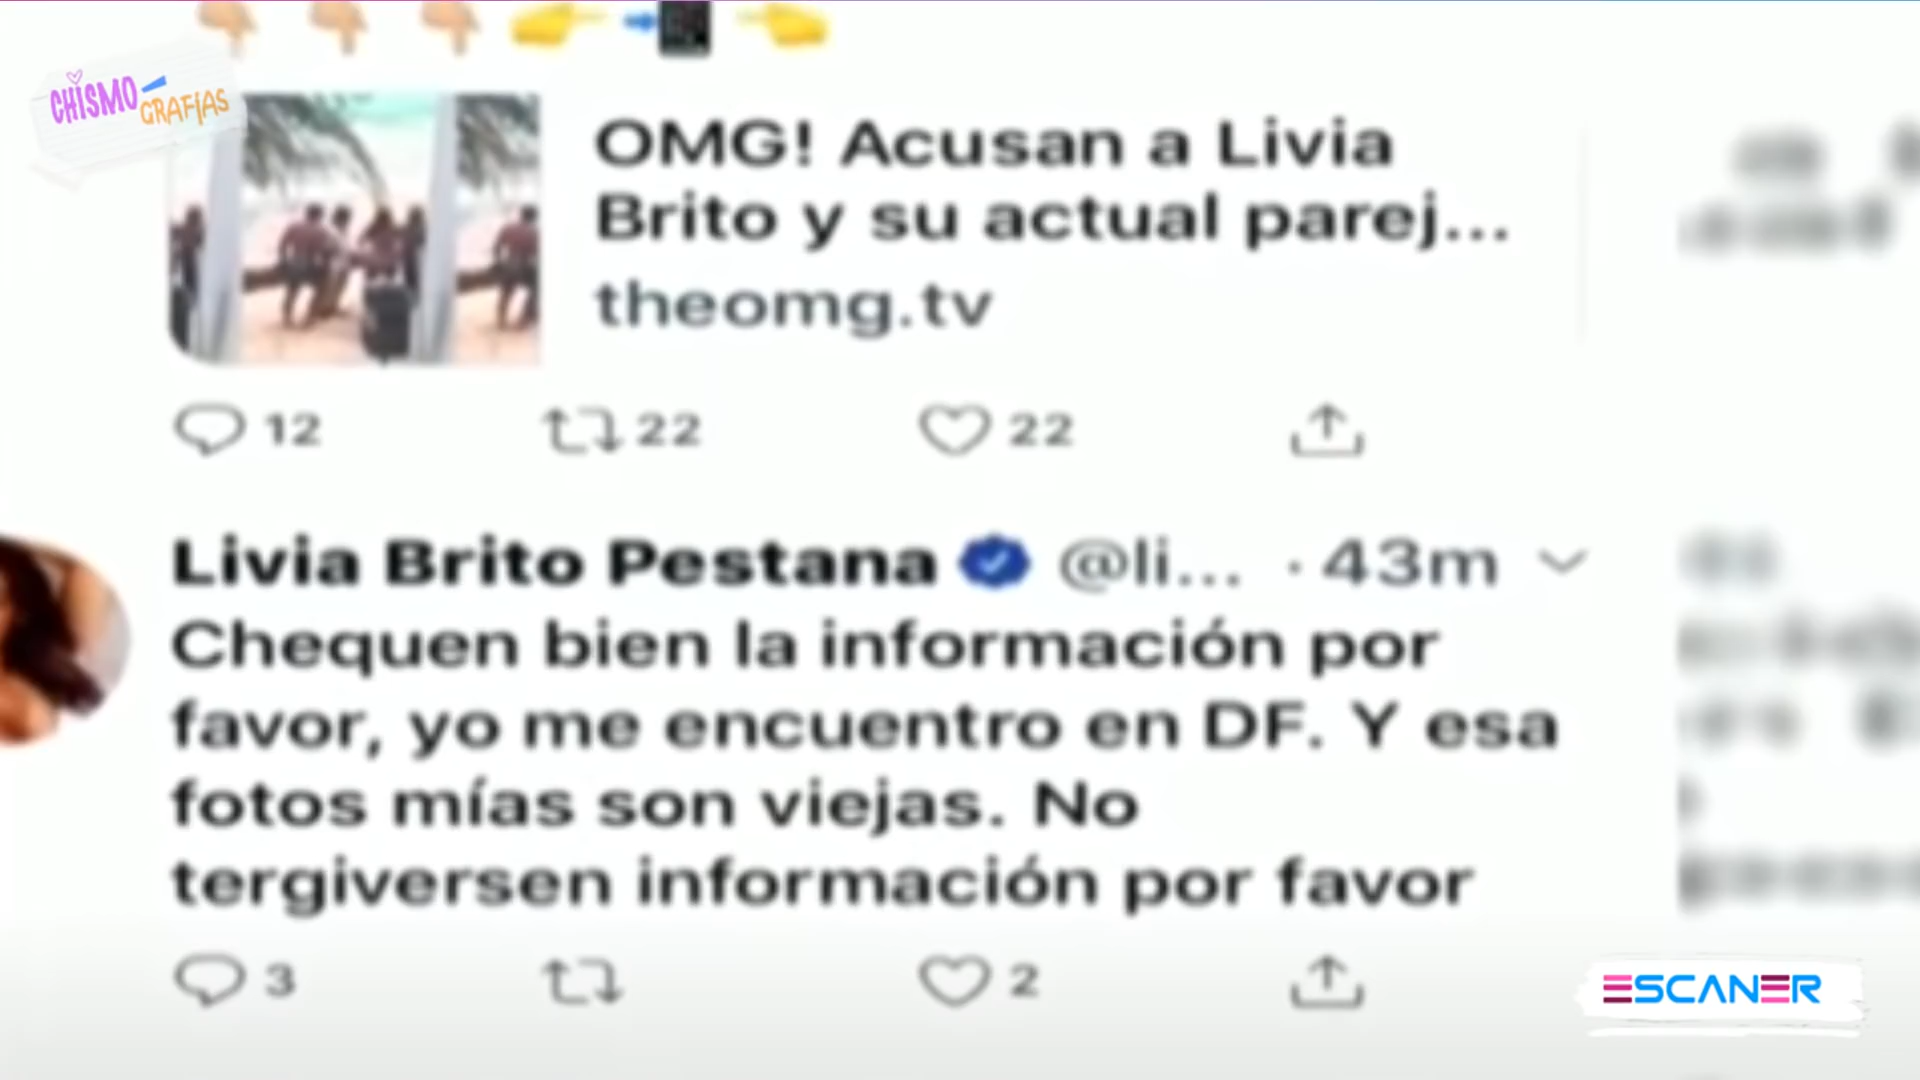 CHISMO
GRAFiAS
OMG! Acusan a Livia
Brito y su actual parej...
theomg.tv
12 22 22
Livia Brito Pestana @li... · 43m
Chequen bien la información por
favor, yo me encuentro en DF. Y esa
fotos mías son viejas. No
tergiversen información por favor
3 2
ESCANER